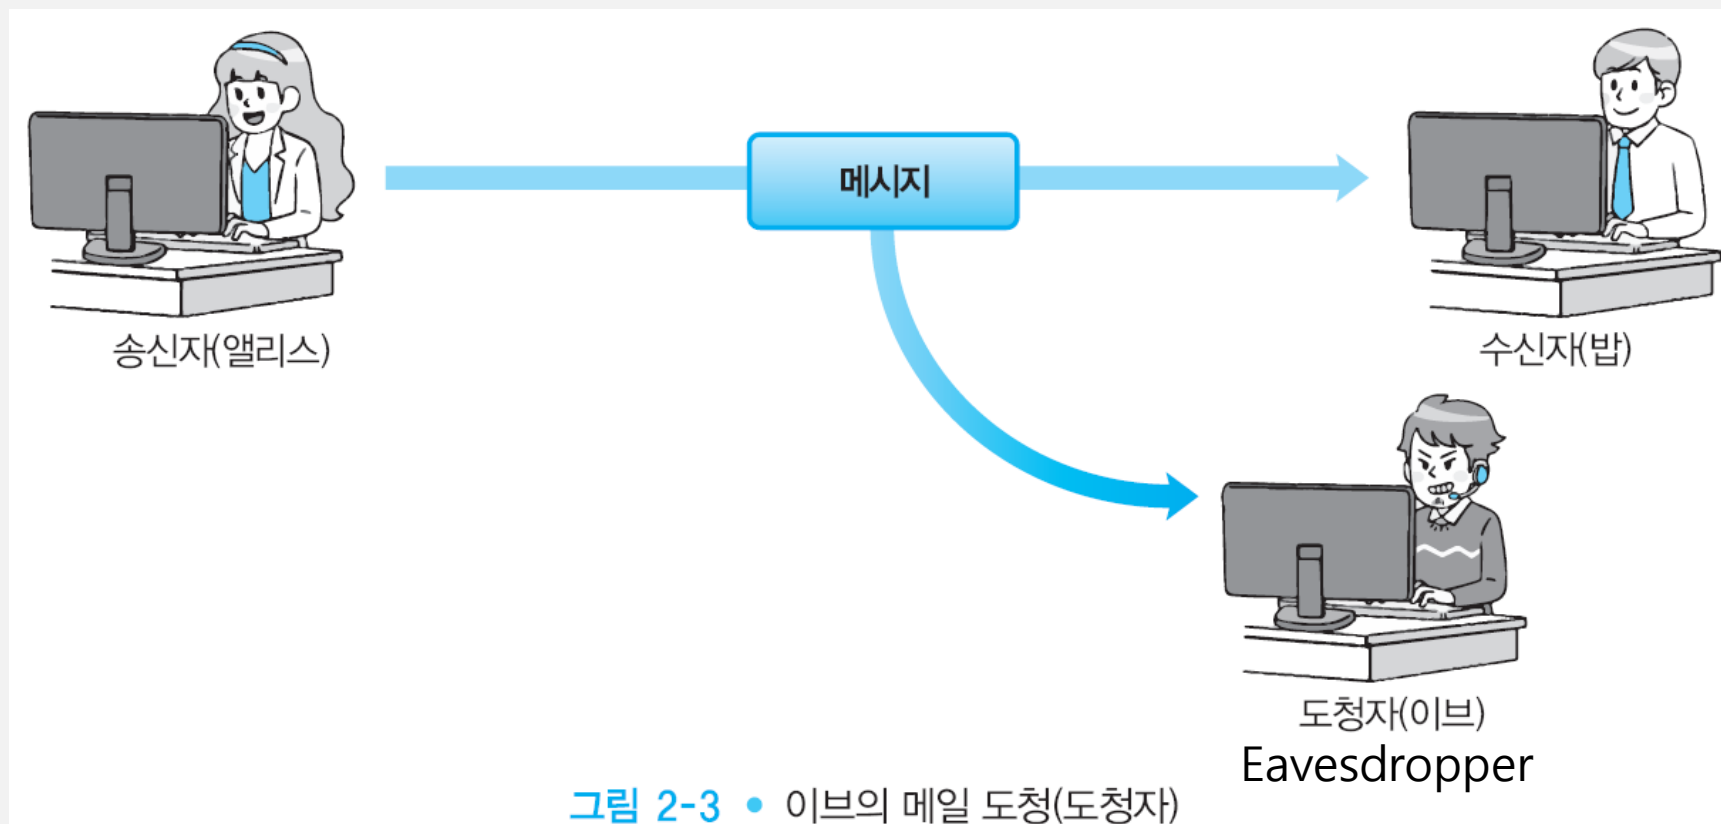 메시지
송신자(앨리스)
수신자(밥)
도청자(이브)
Eavesdropper
그림 2-3 • 이브의 메일 도청(도청자)